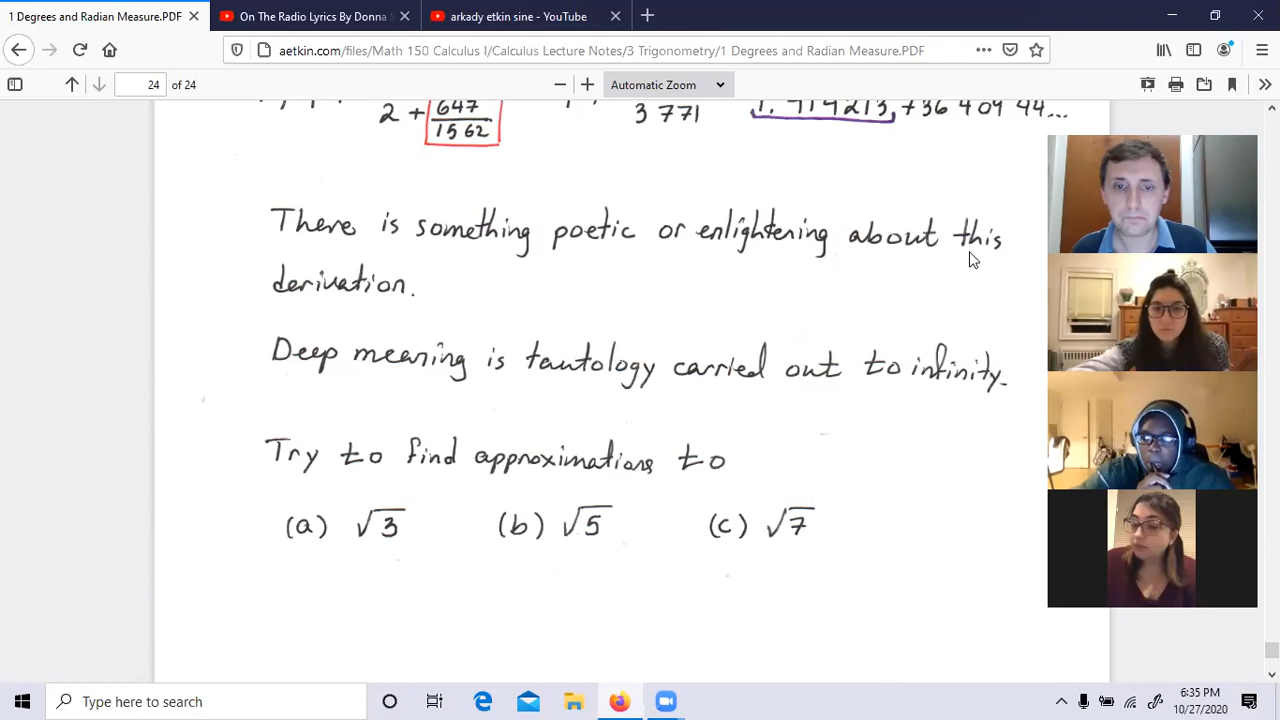 1 Degrees and Radian Measure.PDF
On The Radio Lyrics By Donna
arkady etkin sine - YouTube
aetkin.com/files/Math 150 Calculus I/Calculus Lecture Notes/3 Trigonometry/1 Degrees and Radian Measure.PDF
24 of 24
Automatic Zoom
2 + 647/1562
3 771
1. 414213
There is something poetic or enlightening about this
derivation.
Deep meaning is tautology carried out to infinity.
Try to find approximations to
(a) √3 (b) √5 (c) √7
Type here to search
6:35 PM
10/27/2020